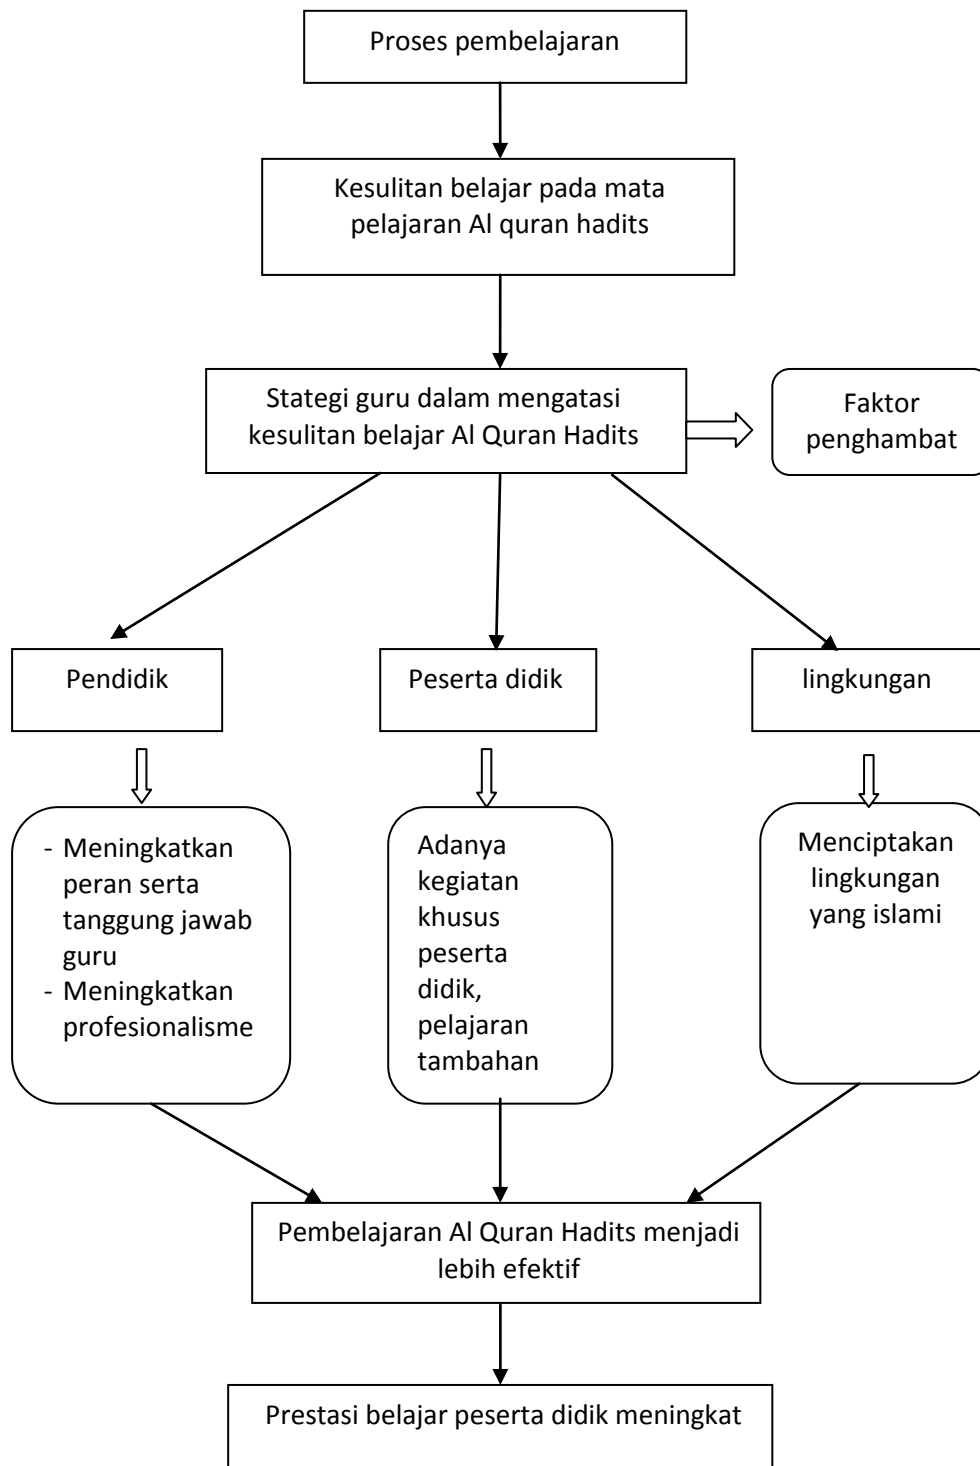 Proses pembelajaran
Kesulitan belajar pada mata
pelajaran Al quran hadits
Stategi guru dalam mengatasi
kesulitan belajar Al Quran Hadits
Faktor
penghambat
Pendidik
Peserta didik
lingkungan
- Meningkatkan
peran serta
tanggung jawab
guru
- Meningkatkan
profesionalisme
Adanya
kegiatan
khusus
peserta
didik,
pelajaran
tambahan
Menciptakan
lingkungan
yang islami
Pembelajaran Al Quran Hadits menjadi
lebih efektif
Prestasi belajar peserta didik meningkat